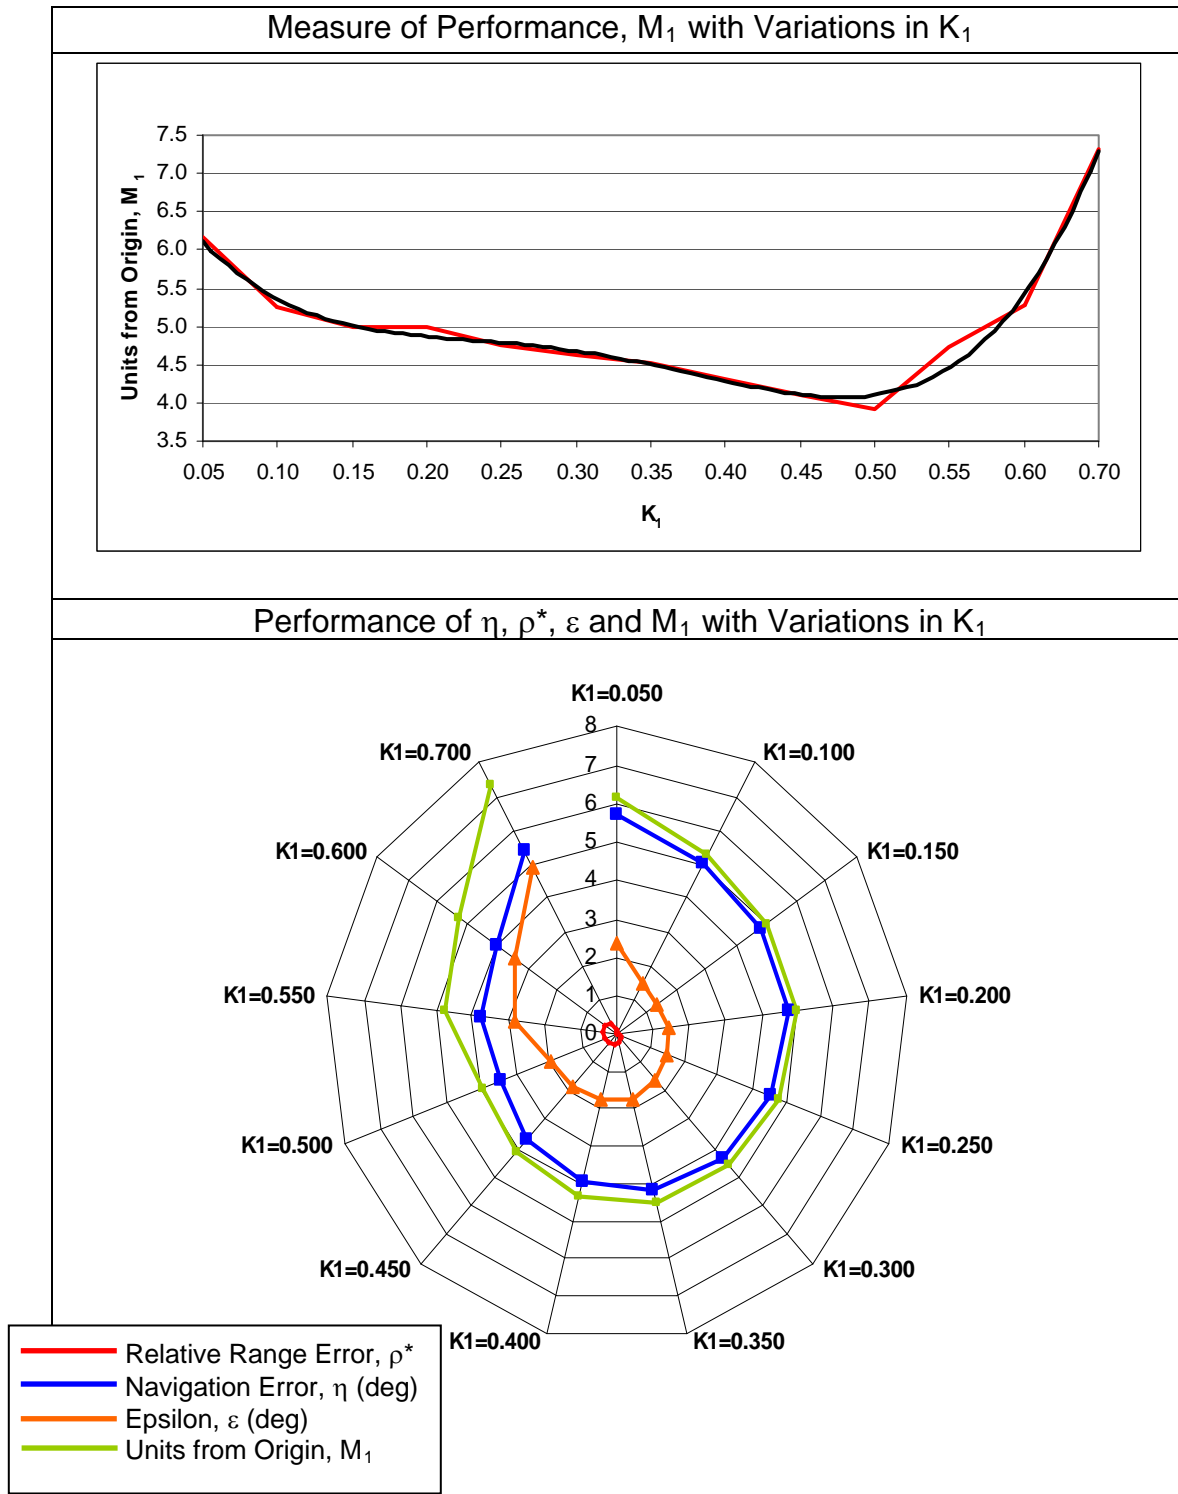 Measure of Performance, M₁ with Variations in K₁
7.5
7.0
6.5
6.0
5.5
5.0
4.5
4.0
3.5
Units from Origin, M ₁
0.05 0.10 0.15 0.20 0.25 0.30 0.35 0.40 0.45 0.50 0.55 0.60 0.70
K₁
Performance of η, ρ*, ε and M₁ with Variations in K₁
K1=0.050
K1=0.100
K1=0.150
K1=0.200
K1=0.250
K1=0.300
K1=0.350
K1=0.400
K1=0.450
K1=0.500
K1=0.550
K1=0.600
K1=0.700
8
7
6
5
4
3
2
1
0
Relative Range Error, ρ*
Navigation Error, η (deg)
Epsilon, ε (deg)
Units from Origin, M₁